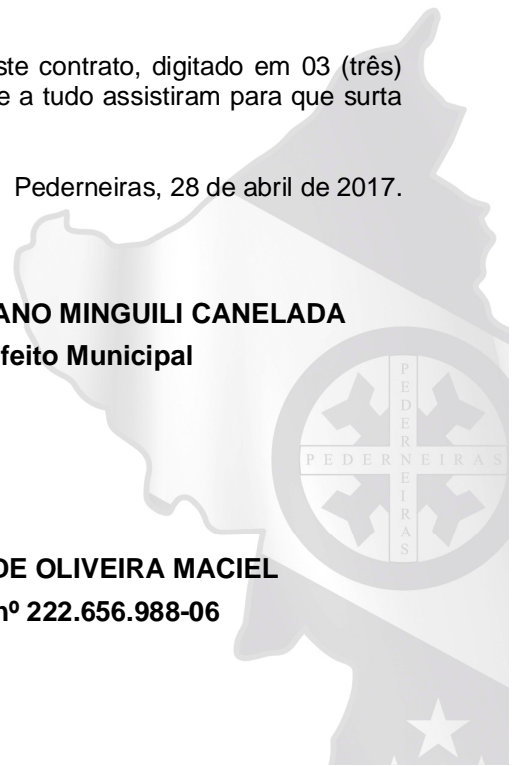 ste contrato, digitado em 03 (três)
e a tudo assistiram para que surta
Pederneiras, 28 de abril de 2017.
ANO MINGUILI CANELADA
feito Municipal
PEDERNEIRAS
PEDERNEIRAS
DE OLIVEIRA MACIEL
nº 222.656.988-06